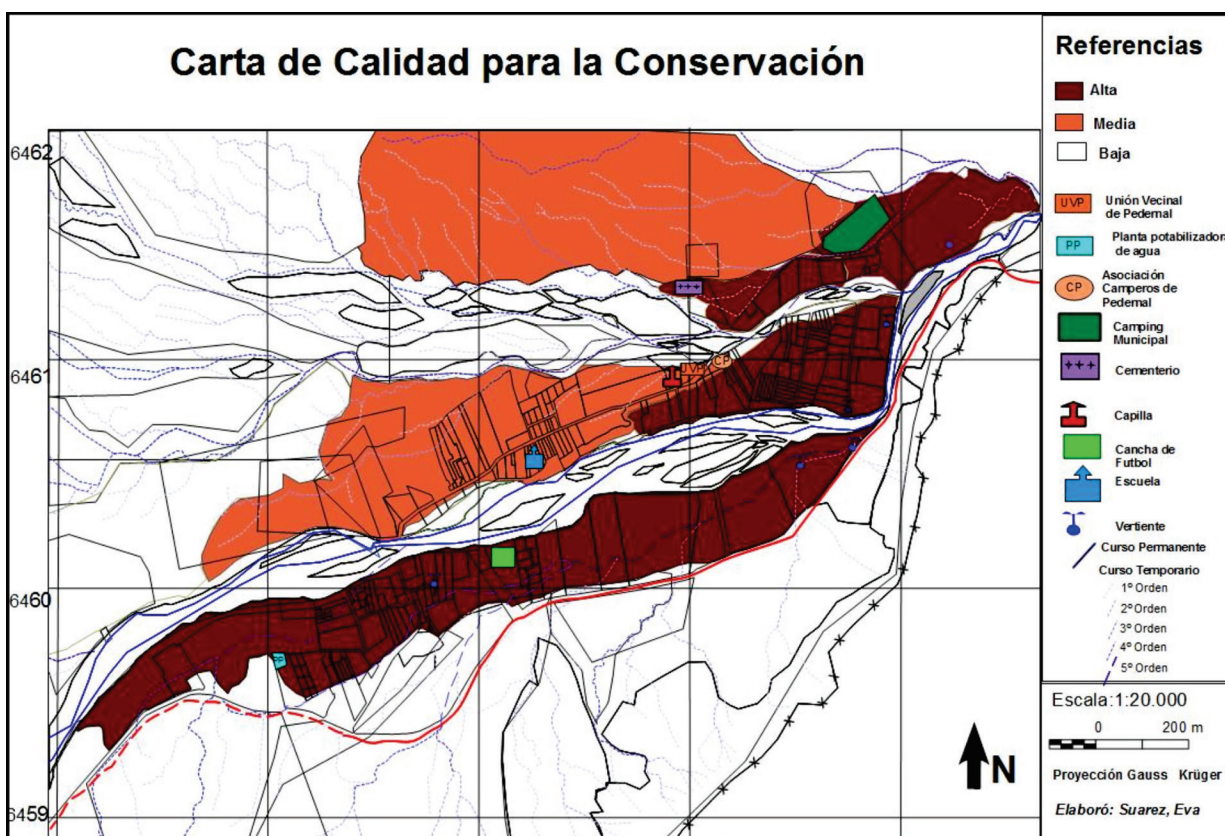 Carta de Calidad para la Conservación
6462
6461
6460
6459
UVP
CP
PP
+++
Referencias
Alta
Media
Baja
UVP
Unión Vecinal
de Pedernal
PP
Planta potabilizadora
de agua
CP
Asociación
Camperos de
Pedernal
Camping
Municipal
+++
Cementerio
Capilla
Cancha de
Futbol
Escuela
Vertiente
Curso Permanente
Curso Temporario
1º Orden
2º Orden
3º Orden
4º Orden
5º Orden
Escala:1:20.000
0 200 m
Proyección Gauss Krüger
Elaboró: Suarez, Eva
N